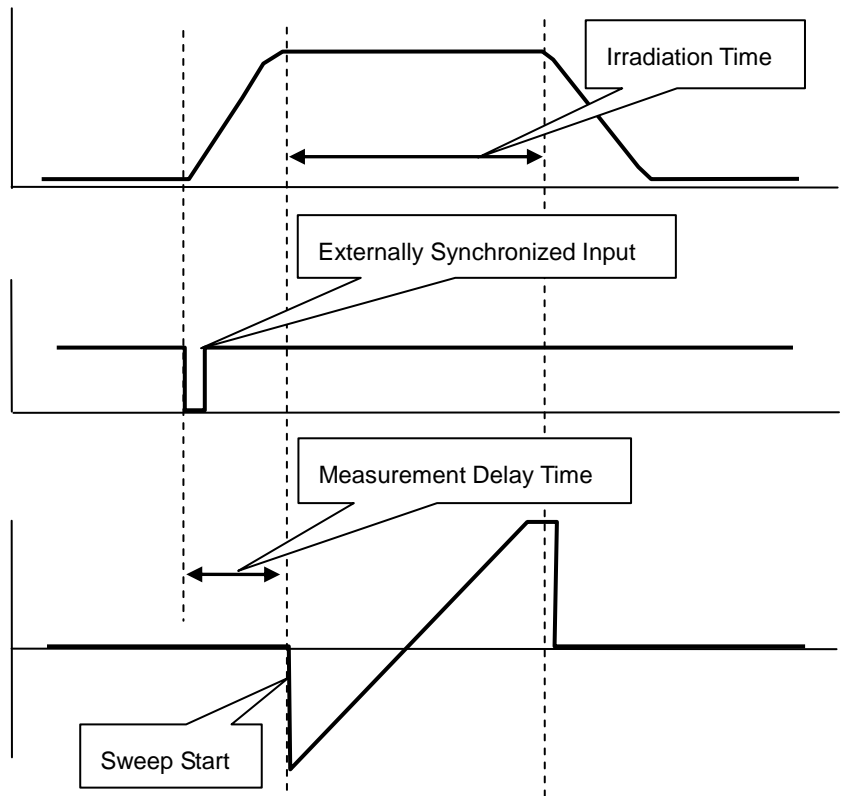 Irradiation Time
Externally Synchronized Input
Measurement Delay Time
Sweep Start